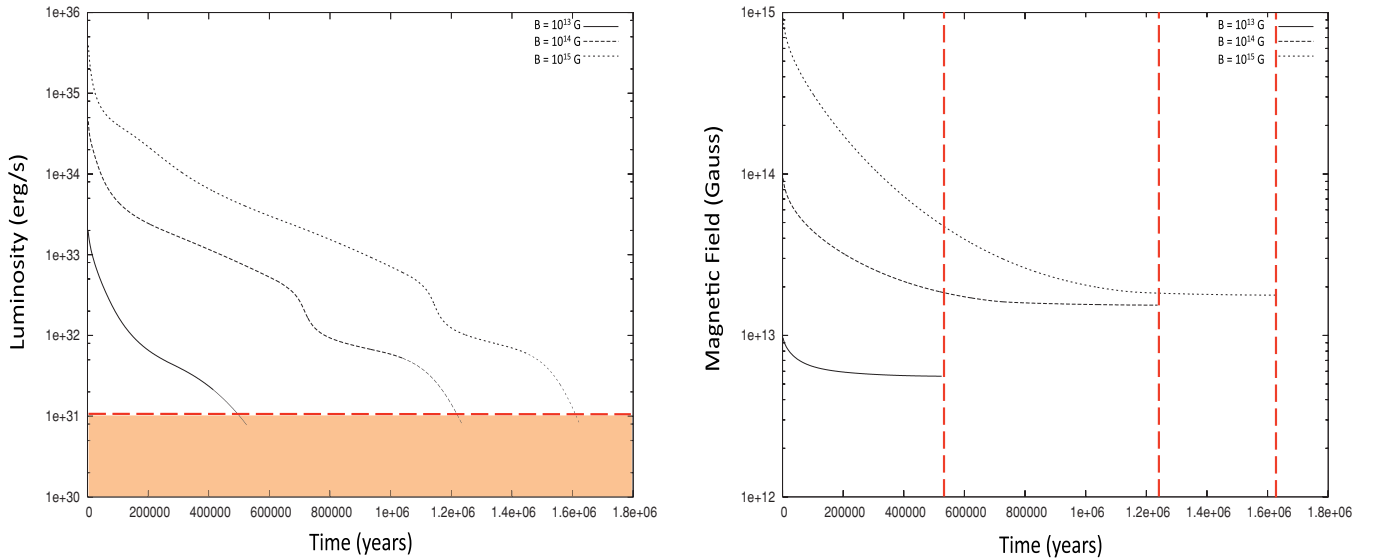 1e+36
1e+35
1e+34
1e+33
1e+32
1e+31
1e+30
Luminosity (erg/s)
B = 10¹³ G
B = 10¹⁴ G
B = 10¹⁵ G
0 200000 400000 600000 800000 1e+06 1.2e+06 1.4e+06 1.6e+06 1.8e+06
Time (years)
1e+15
1e+14
1e+13
1e+12
Magnetic Field (Gauss)
B = 10¹³ G
B = 10¹⁴ G
B = 10¹⁵ G
0 200000 400000 600000 800000 1e+06 1.2e+06 1.4e+06 1.6e+06 1.8e+06
Time (years)